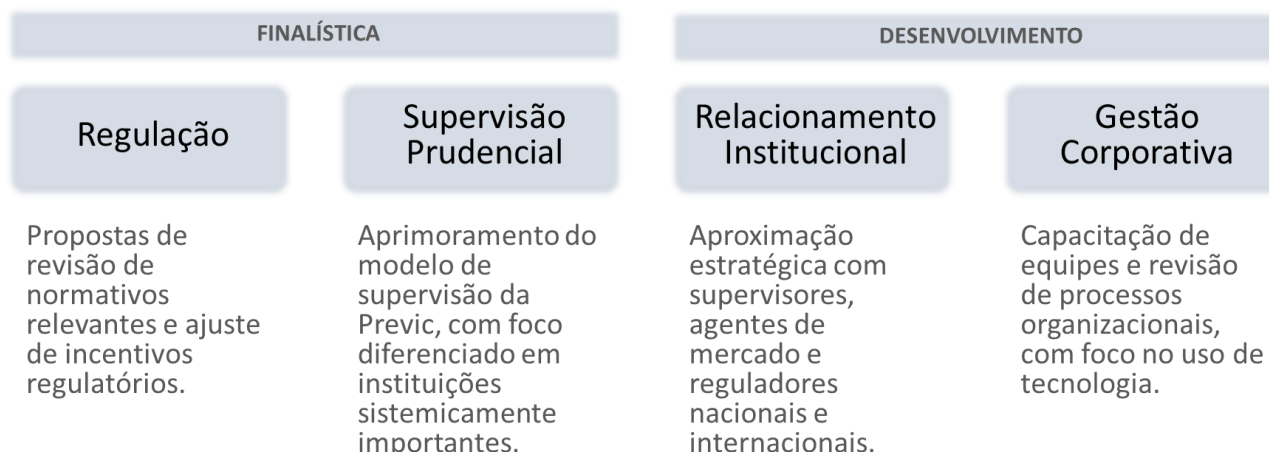 FINALÍSTICA
DESENVOLVIMENTO
Regulação
Supervisão
Prudencial
Relacionamento
Institucional
Gestão
Corporativa
Propostas de
revisão de
normativos
relevantes e ajuste
de incentivos
regulatórios.
Aprimoramento do
modelo de
supervisão da
Previc, com foco
diferenciado em
instituições
sistemicamente
importantes.
Aproximação
estratégica com
supervisores,
agentes de
mercado e
reguladores
nacionais e
internacionais.
Capacitação de
equipes e revisão
de processos
organizacionais,
com foco no uso de
tecnologia.